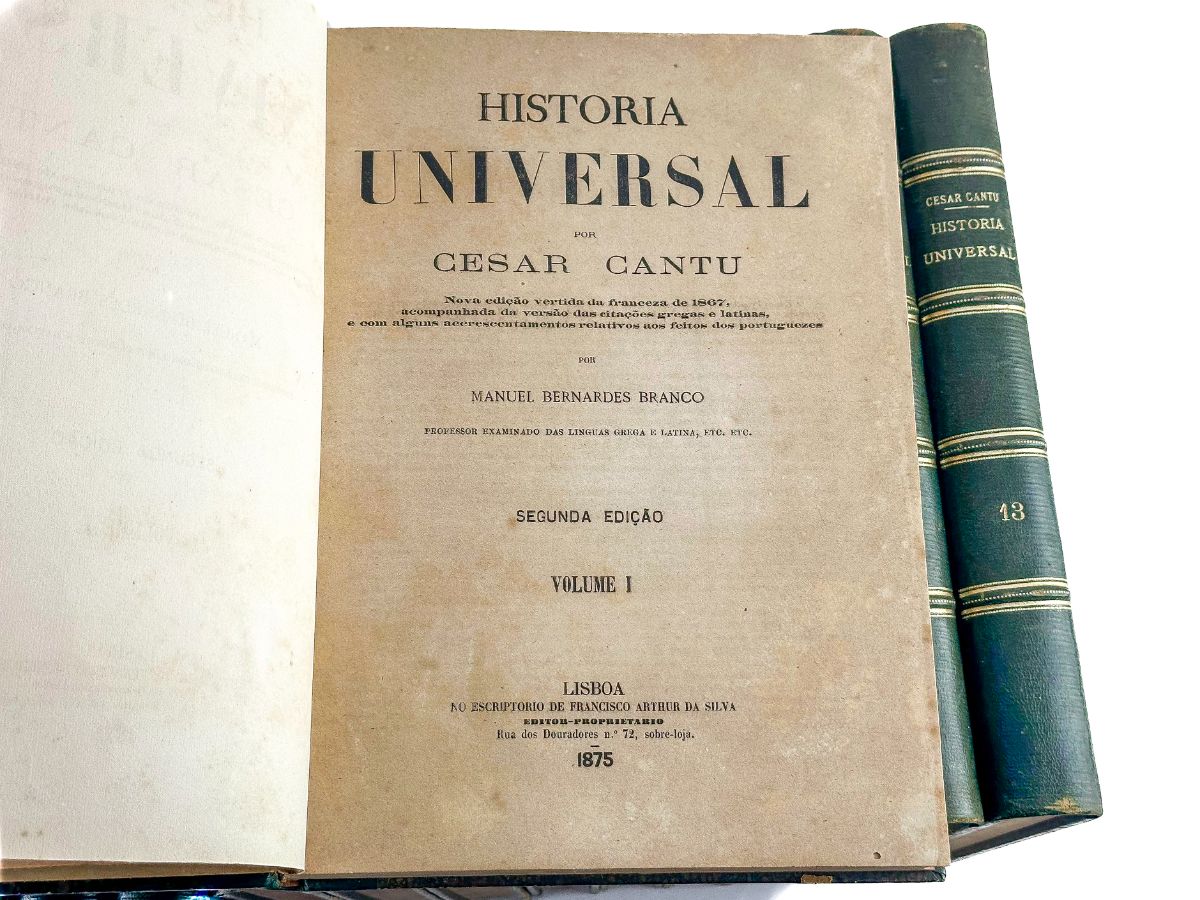 HISTORIA
UNIVERSAL
POR
CESAR CANTU
Nova edição vertida da franceza de 1867,
acompanhada da versão das citações gregas e latinas,
e com alguns accrescentamentos relativos aos feitos dos portuguezes
POR
MANUEL BERNARDES BRANCO
PROFESSOR EXAMINADO DAS LINGUAS GREGA E LATINA, ETC. ETC.
SEGUNDA EDIÇÃO
VOLUME I
LISBOA
NO ESCRIPTORIO DE FRANCISCO ARTHUR DA SILVA
EDITOR-PROPRIETARIO
Rua dos Douradores n.º 72, sobre-loja.
1875
CESAR CANTU
HISTORIA
UNIVERSAL
13